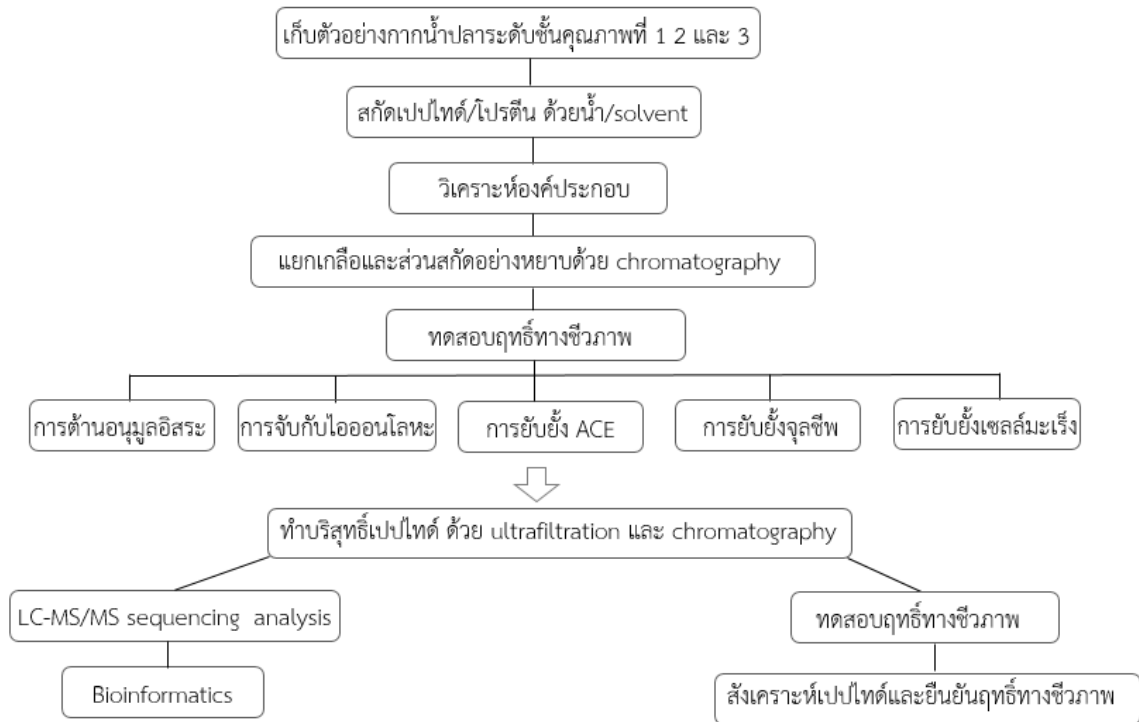 เก็บตัวอย่างกากน้ำปลาระดับชั้นคุณภาพที่ 1 2 และ 3
สกัดเปปไทด์/โปรตีน ด้วยน้ำ/solvent
วิเคราะห์องค์ประกอบ
แยกเกลือและส่วนสกัดอย่างหยาบด้วย chromatography
ทดสอบฤทธิ์ทางชีวภาพ
การต้านอนุมูลอิสระ
การจับกับไอออนโลหะ
การยับยั้ง ACE
การยับยั้งจุลชีพ
การยับยั้งเซลล์มะเร็ง
ทำบริสุทธิ์เปปไทด์ ด้วย ultrafiltration และ chromatography
LC-MS/MS sequencing analysis
ทดสอบฤทธิ์ทางชีวภาพ
Bioinformatics
สังเคราะห์เปปไทด์และยืนยันฤทธิ์ทางชีวภาพ